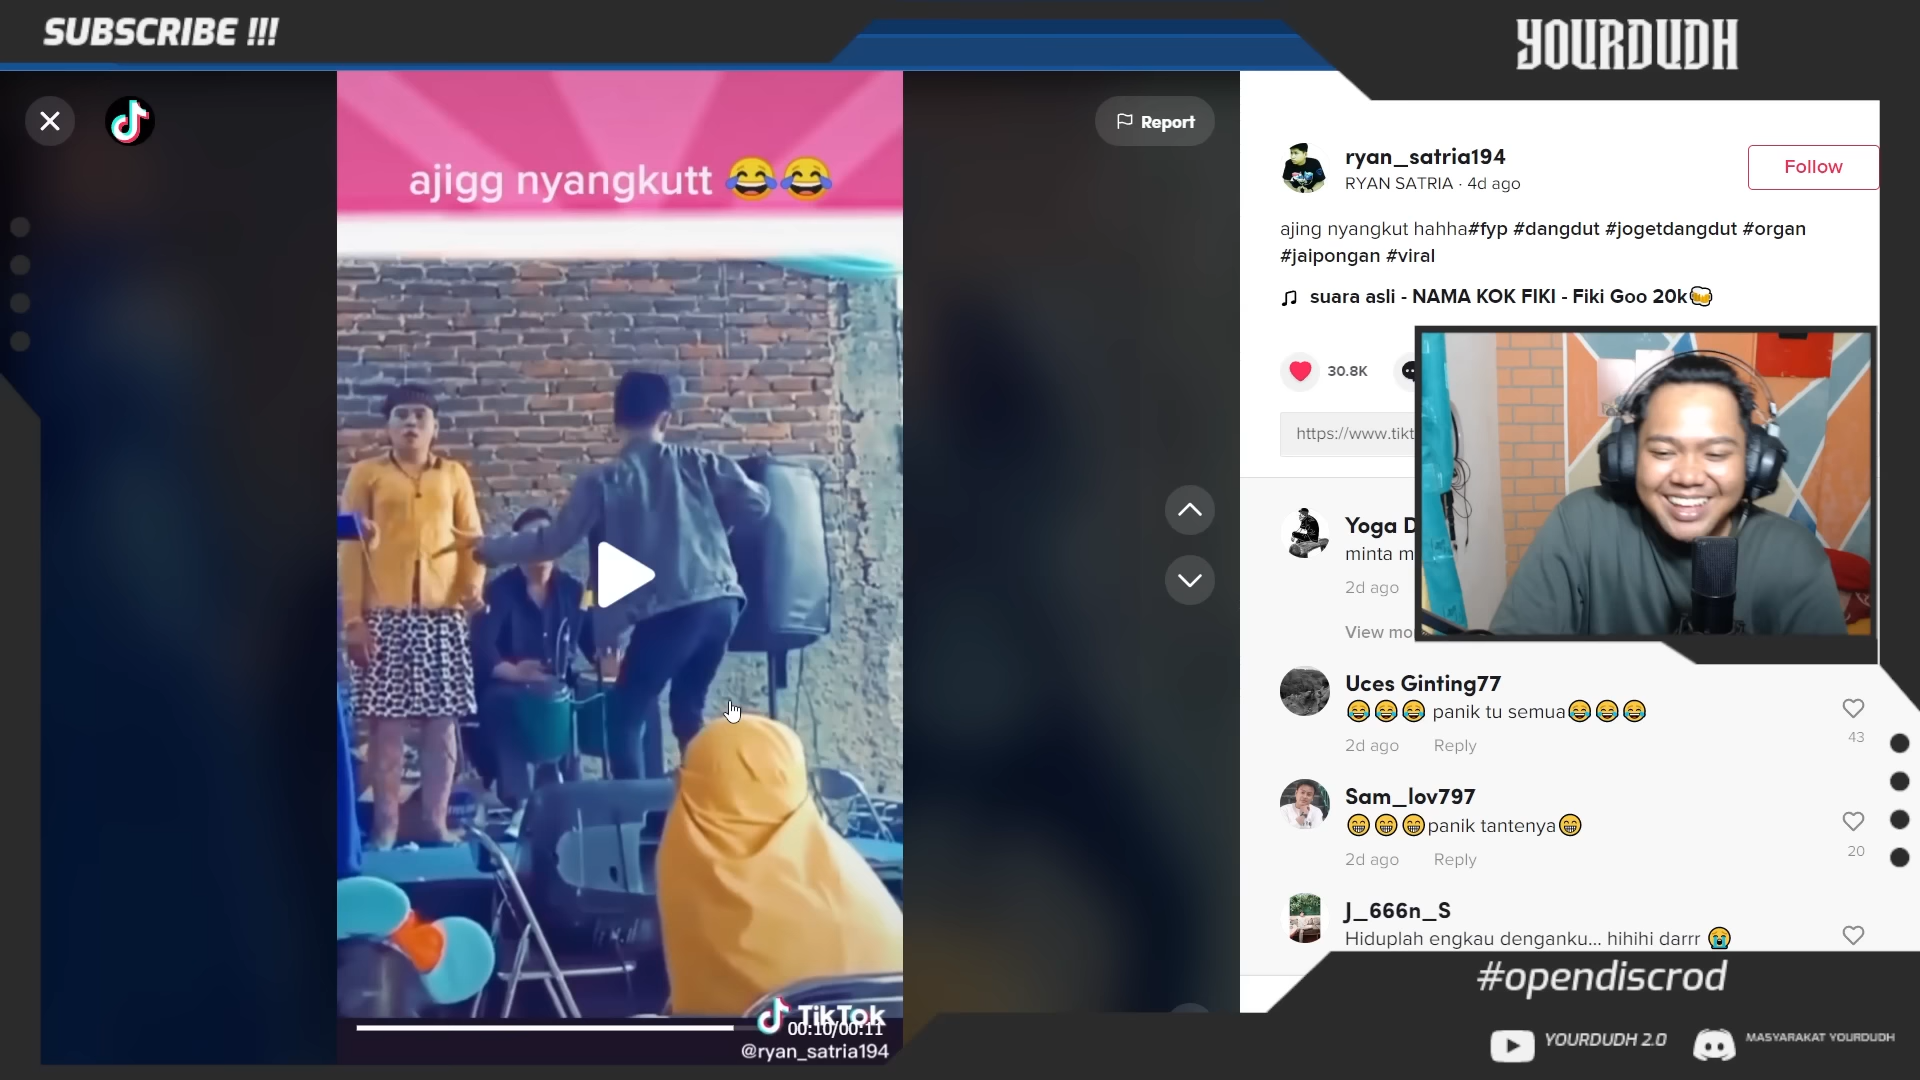 SUBSCRIBE !!!
YOURDUDH
Report
ajigg nyangkutt 😂😂
ryan_satria194
RYAN SATRIA · 4d ago
Follow
ajing nyangkut hahha#fyp #dangdut #jogetdangdut #organ
#jaipongan #viral
suara asli - NAMA KOK FIKI - Fiki Goo 20k🍻
30.8K
https://www.tikt
Yoga D
minta m
2d ago
View mo
Uces Ginting77
😂😂😂 panik tu semua😂😂😂
2d ago Reply
43
Sam_lov797
😁😁😁panik tantenya😁
2d ago Reply
20
J_666n_S
Hiduplah engkau denganku... hihihi darrr 😭
TikTok
00:10/00:11
@ryan_satria194
#opendiscrod
YOURDUDH 2.0
MASYARAKAT YOURDUDH